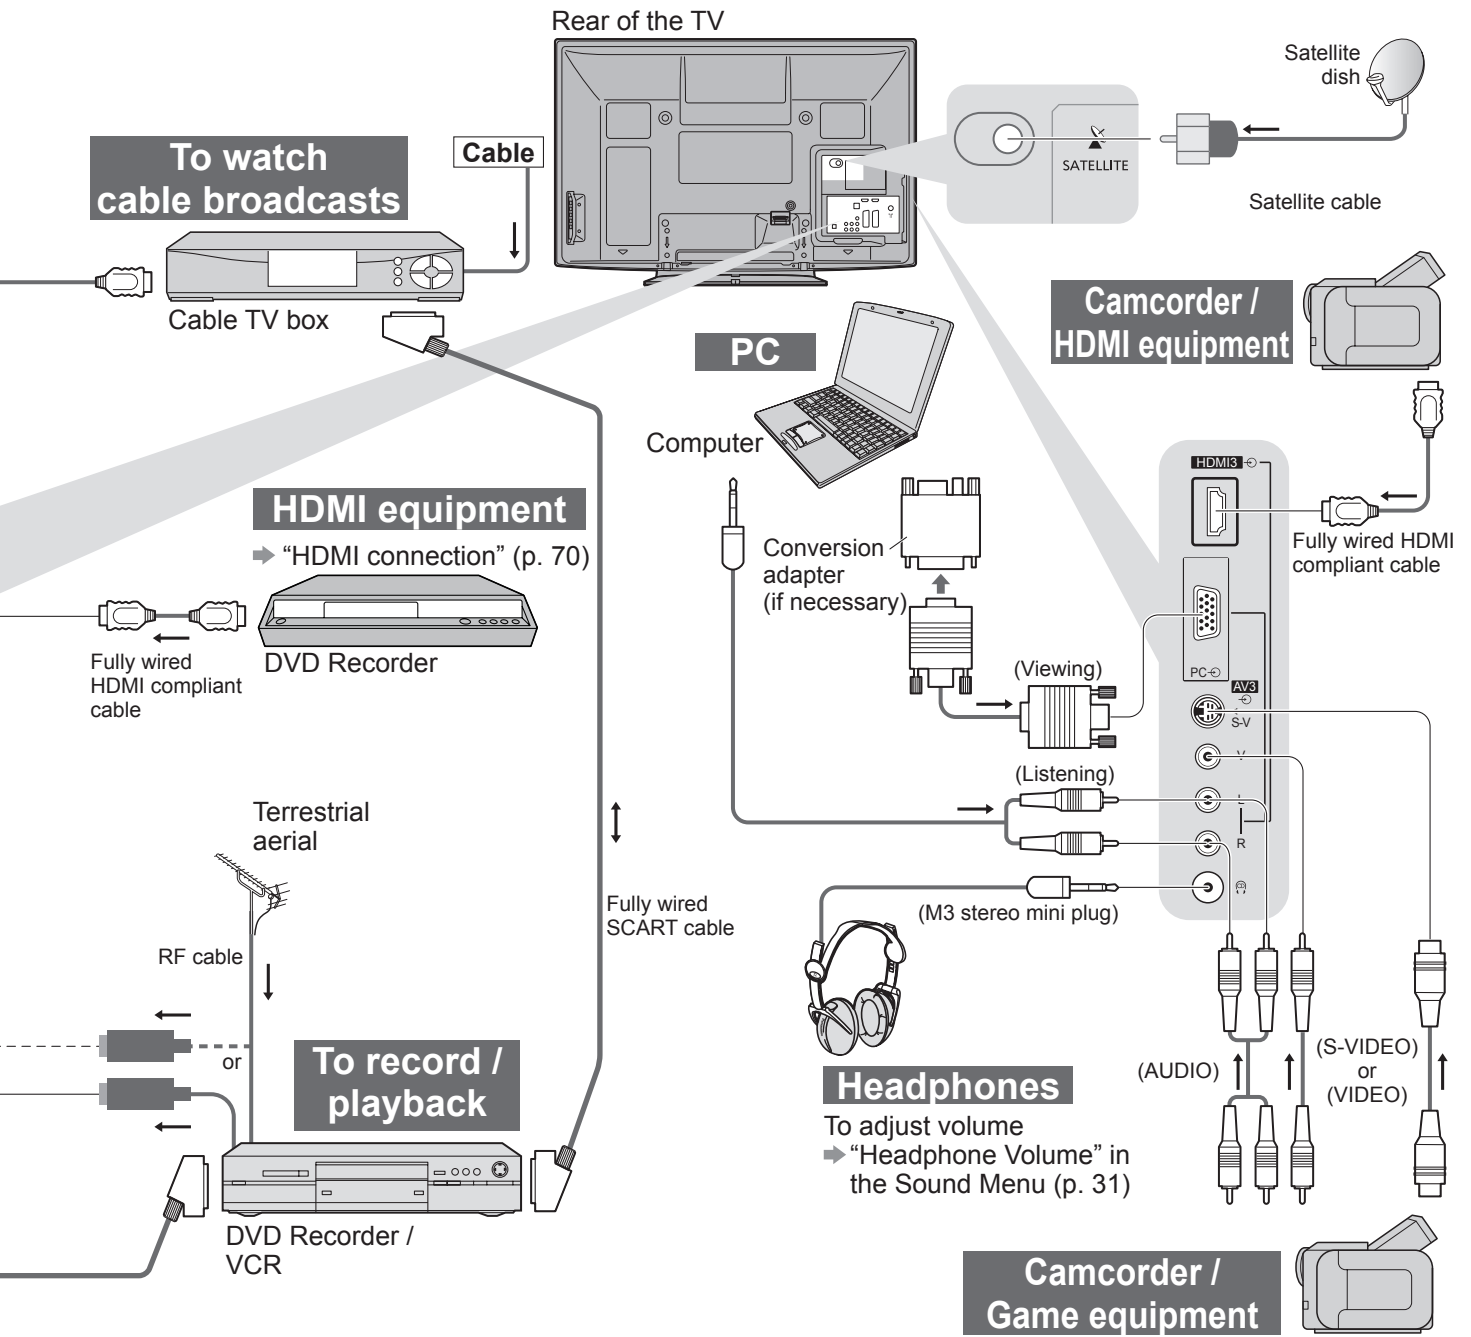 Rear of the TV
Satellite
dish
SATELLITE
Satellite cable
To watch
cable broadcasts
Cable
Cable TV box
PC
Computer
Camcorder /
HDMI equipment
HDMI3
Fully wired HDMI
compliant cable
HDMI equipment
“HDMI connection” (p. 70)
DVD Recorder
Fully wired
HDMI compliant
cable
Conversion
adapter
(if necessary)
(Viewing)
PC
AV3
S-V
V
(Listening)
L
R
(M3 stereo mini plug)
Terrestrial
aerial
RF cable
or
Fully wired
SCART cable
To record /
playback
DVD Recorder /
VCR
Headphones
To adjust volume
“Headphone Volume” in
the Sound Menu (p. 31)
(AUDIO)
(S-VIDEO)
or
(VIDEO)
Camcorder /
Game equipment